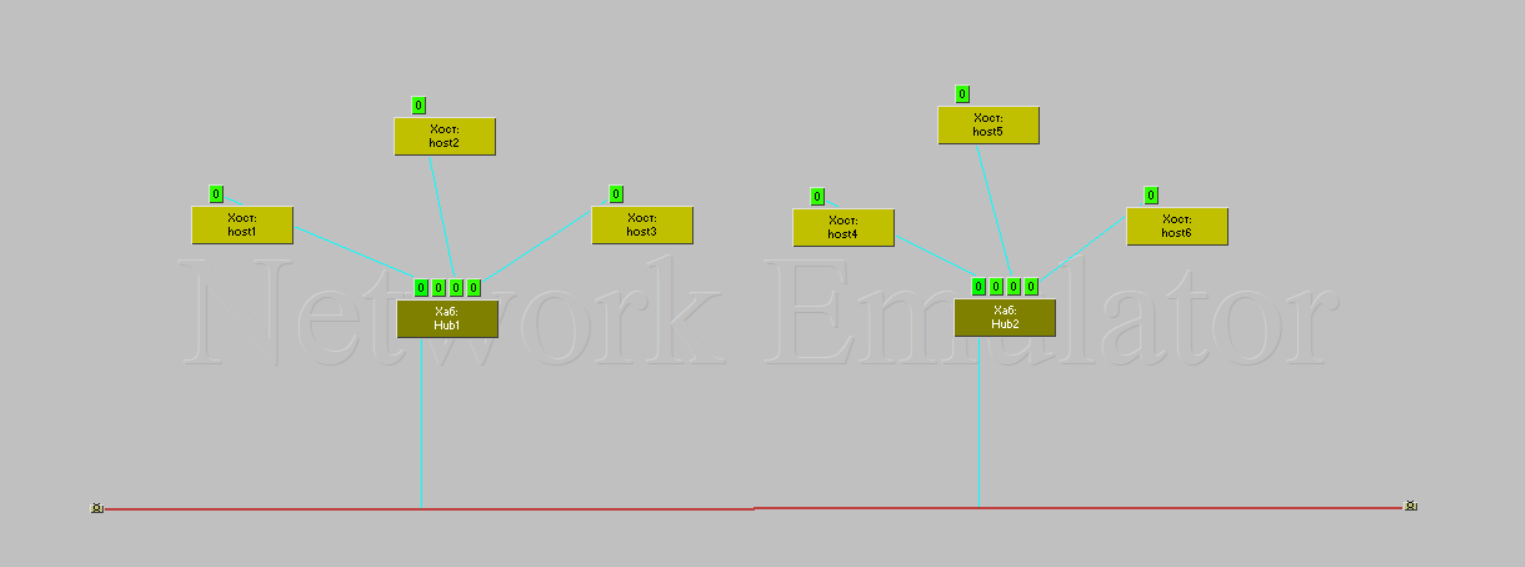 0
0
Хост:
host2
Хост:
host5
0
0
0
0
Хост:
host1
Хост:
host3
Хост:
host4
Хост:
host6
0 0 0 0
0 0 0 0
Хаб:
Hub1
Хаб:
Hub2
Network Emulator